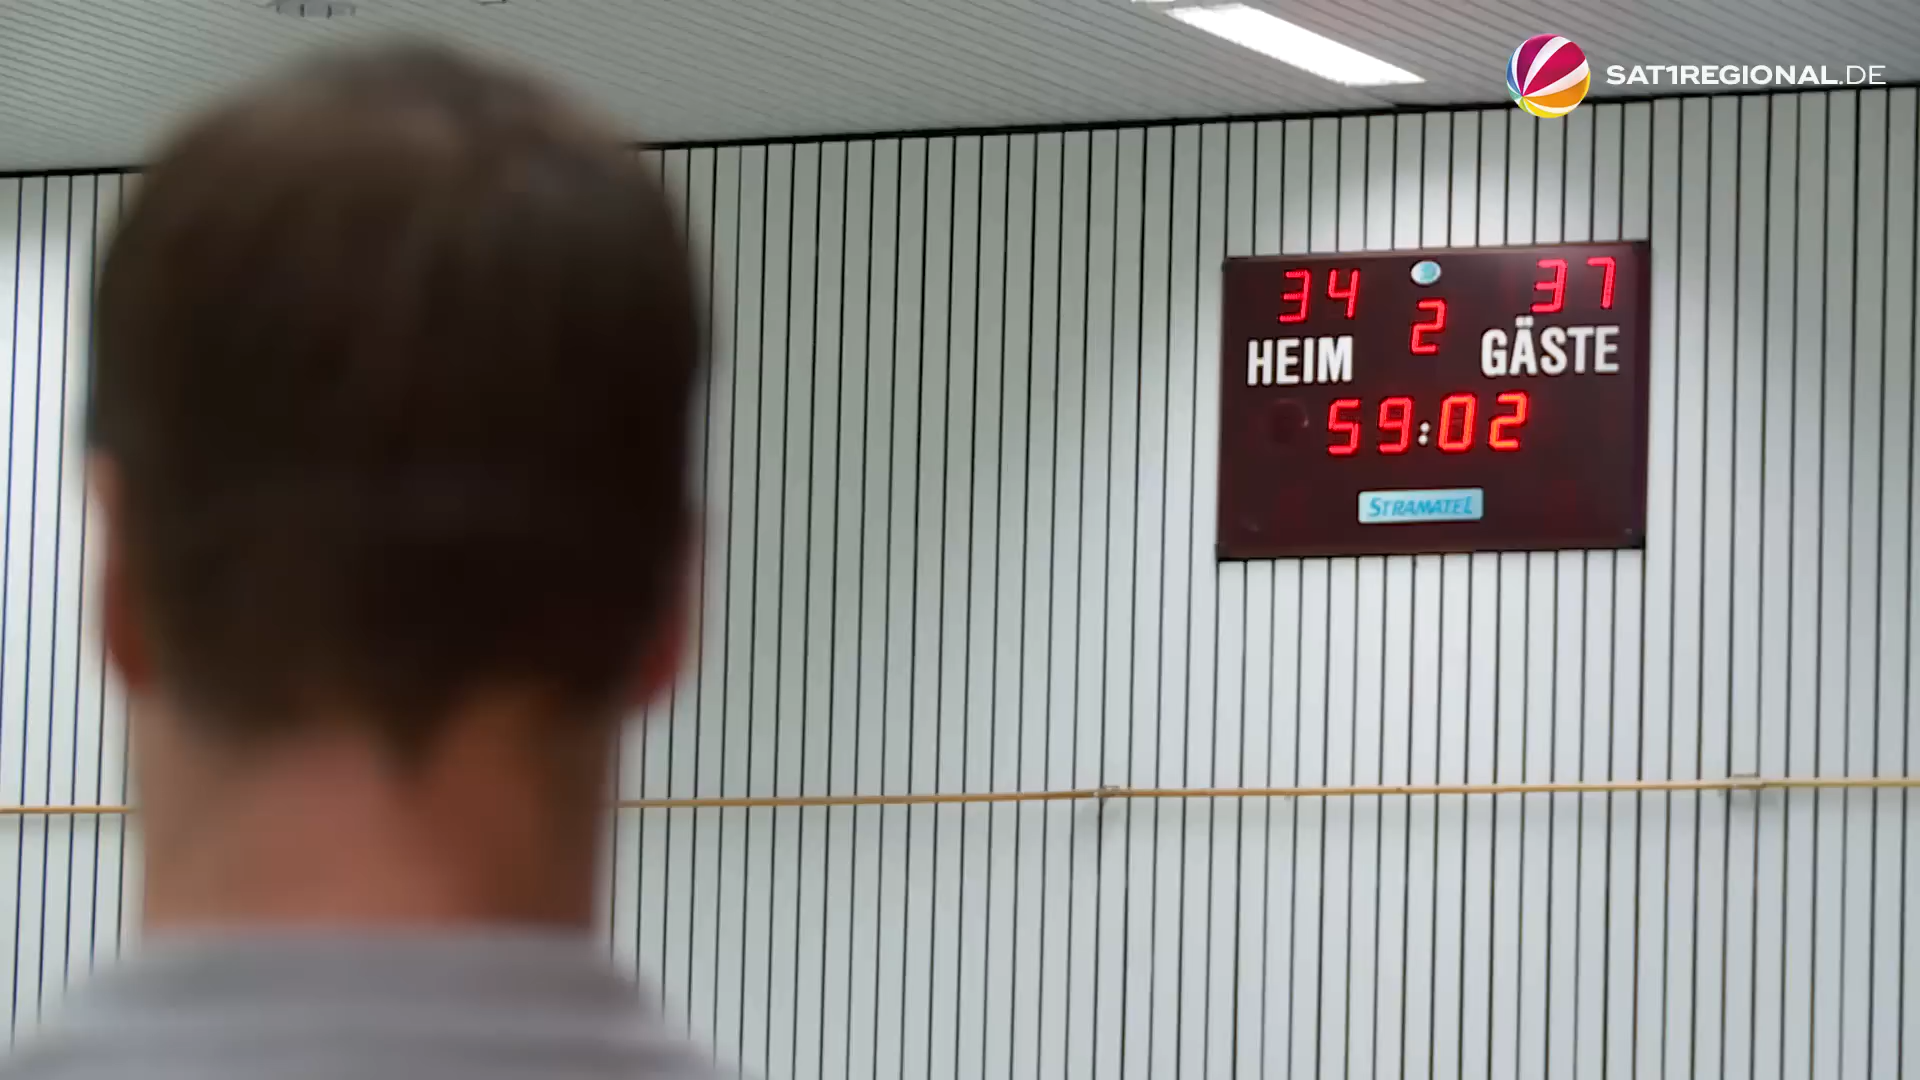 SAT1REGIONAL.DE
34 37
2
HEIM GÄSTE
59:02
STRAMATEL